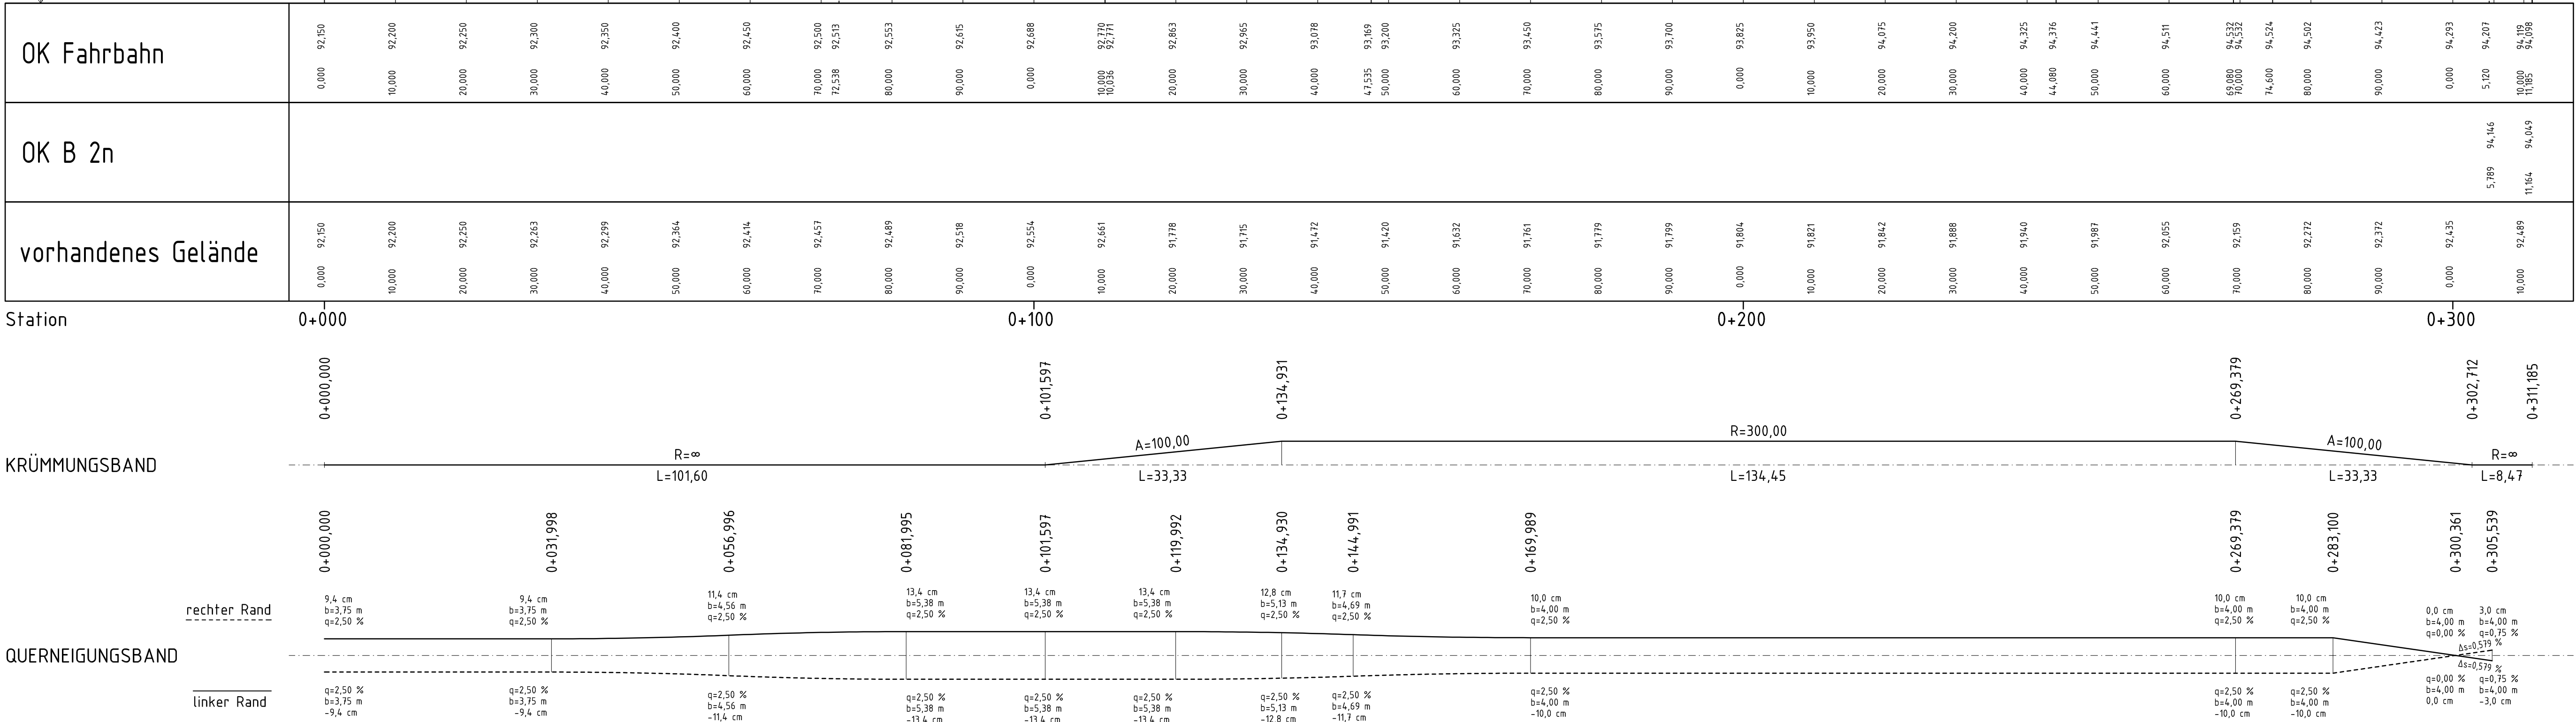 OK Fahrbahn
92,150 92,200 92,250 92,300 92,350 92,400 92,450 92,500 92,513 92,553 92,615 92,688 92,770 92,771 92,863 92,965 93,078 93,169 93,200 93,325 93,450 93,575 93,700 93,825 93,950 94,075 94,200 94,325 94,376 94,441 94,511 94,532 94,532 94,524 94,502 94,423 94,293 94,207 94,119 94,098
0,000 10,000 20,000 30,000 40,000 50,000 60,000 70,000 72,538 80,000 90,000 0,000 10,000 10,036 20,000 30,000 40,000 47,535 50,000 60,000 70,000 80,000 90,000 0,000 10,000 20,000 30,000 40,000 44,080 50,000 60,000 69,080 70,000 74,600 80,000 90,000 0,000 5,120 10,000 11,185
OK B 2n
94,146 94,049
5,789 11,164
vorhandenes Gelände
92,150 92,200 92,250 92,263 92,299 92,364 92,414 92,457 92,489 92,518 92,554 92,661 91,778 91,715 91,472 91,420 91,632 91,761 91,779 91,799 91,804 91,821 91,842 91,888 91,940 91,987 92,055 92,159 92,272 92,372 92,435 92,489
0,000 10,000 20,000 30,000 40,000 50,000 60,000 70,000 80,000 90,000 0,000 10,000 20,000 30,000 40,000 50,000 60,000 70,000 80,000 90,000 0,000 10,000 20,000 30,000 40,000 50,000 60,000 70,000 80,000 90,000 0,000 10,000
Station 0+000 0+100 0+200 0+300
0+000,000 0+101,597 0+134,931 0+269,379 0+302,712 0+311,185
KRÜMMUNGSBAND
R=∞ A=100,00 R=300,00 A=100,00 R=∞
L=101,60 L=33,33 L=134,45 L=33,33 L=8,47
0+000,000 0+031,998 0+056,996 0+081,995 0+101,597 0+119,992 0+134,930 0+144,991 0+169,989 0+269,379 0+283,100 0+300,361 0+305,539
rechter Rand
9,4 cm 9,4 cm 11,4 cm 13,4 cm 13,4 cm 13,4 cm 12,8 cm 11,7 cm 10,0 cm 10,0 cm 10,0 cm 0,0 cm 3,0 cm
b=3,75 m b=3,75 m b=4,56 m b=5,38 m b=5,38 m b=5,38 m b=5,13 m b=4,69 m b=4,00 m b=4,00 m b=4,00 m b=4,00 m b=4,00 m
q=2,50 % q=2,50 % q=2,50 % q=2,50 % q=2,50 % q=2,50 % q=2,50 % q=2,50 % q=2,50 % q=2,50 % q=2,50 % q=0,00 % q=0,75 %
QUERNEIGUNGSBAND
Δs=0,579 %
Δs=0,579 %
linker Rand
q=2,50 % q=2,50 % q=2,50 % q=2,50 % q=2,50 % q=2,50 % q=2,50 % q=2,50 % q=2,50 % q=2,50 % q=2,50 % q=0,00 % q=0,75 %
b=3,75 m b=3,75 m b=4,56 m b=5,38 m b=5,38 m b=5,38 m b=5,13 m b=4,69 m b=4,00 m b=4,00 m b=4,00 m b=4,00 m b=4,00 m
-9,4 cm -9,4 cm -11,4 cm -13,4 cm -13,4 cm -13,4 cm -12,8 cm -11,7 cm -10,0 cm -10,0 cm -10,0 cm 0,0 cm -3,0 cm